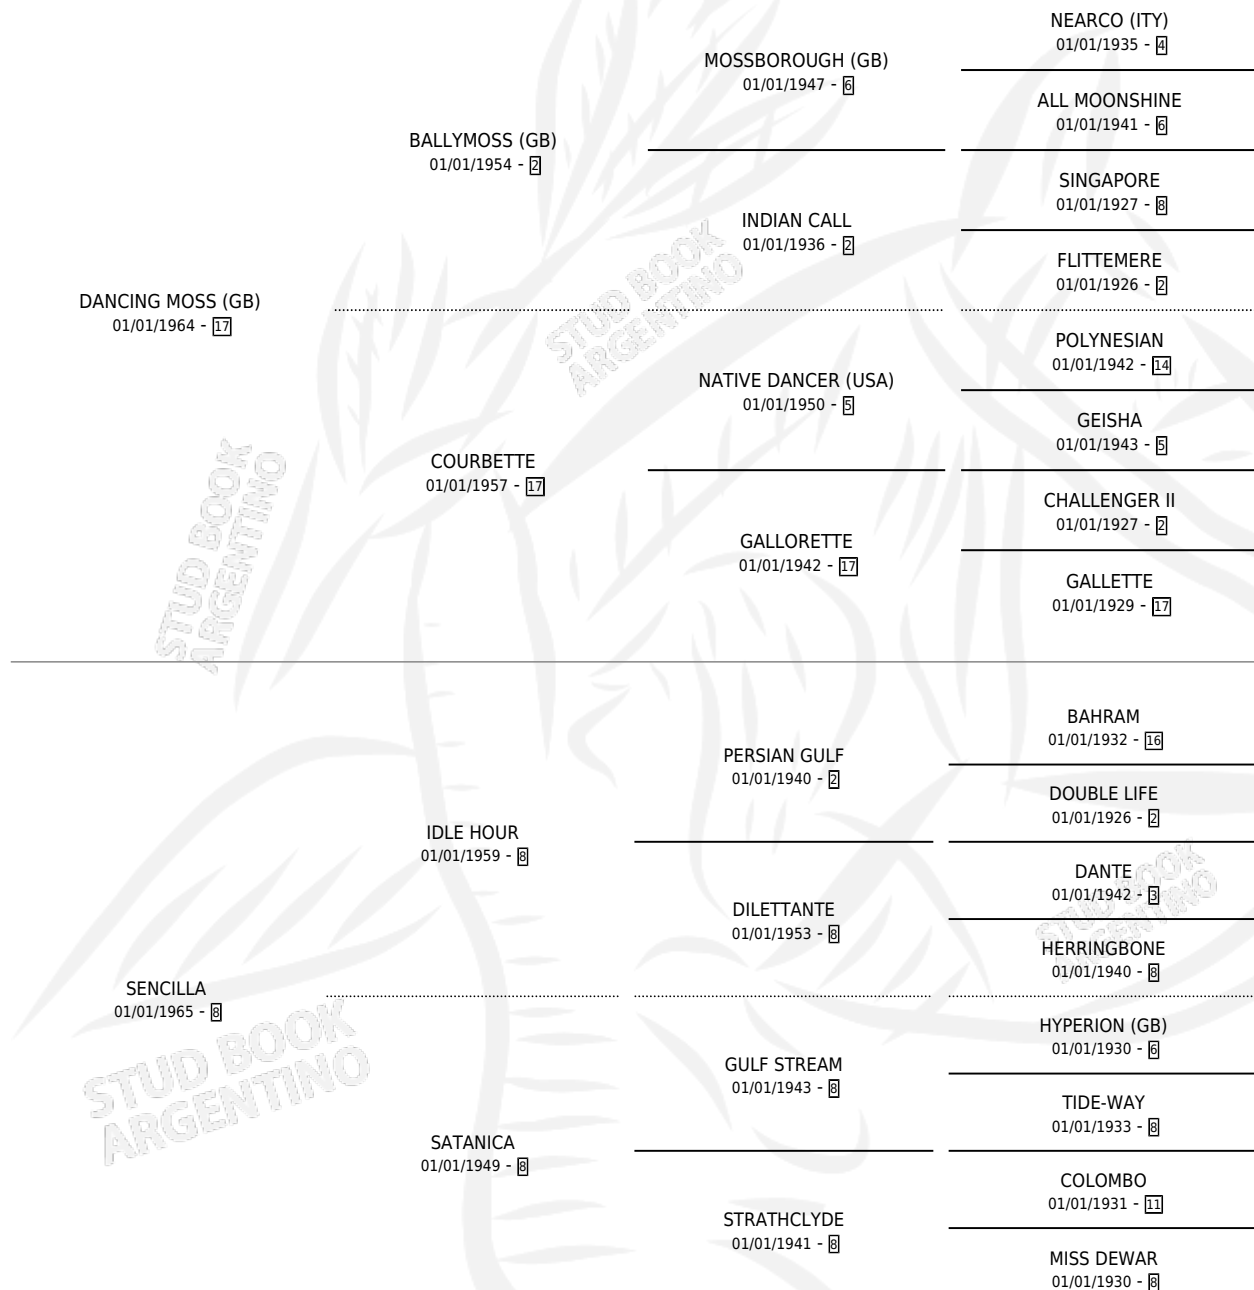 NEARCO (ITY)
01/01/1935 - 4
MOSSBOROUGH (GB)
01/01/1947 - 6
ALL MOONSHINE
01/01/1941 - 6
BALLYMOSS (GB)
01/01/1954 - 2
SINGAPORE
01/01/1927 - 8
INDIAN CALL
01/01/1936 - 2
FLITTEMERE
01/01/1926 - 2
DANCING MOSS (GB)
01/01/1964 - 17
STUD BOOK
ARGENTINO
POLYNESIAN
01/01/1942 - 14
NATIVE DANCER (USA)
01/01/1950 - 5
GEISHA
01/01/1943 - 5
COURBETTE
01/01/1957 - 17
CHALLENGER II
01/01/1927 - 2
GALLORETTE
01/01/1942 - 17
GALLETTE
01/01/1929 - 17
STUD BOOK
ARGENTINO
BAHRAM
01/01/1932 - 16
PERSIAN GULF
01/01/1940 - 2
DOUBLE LIFE
01/01/1926 - 2
IDLE HOUR
01/01/1959 - 8
DANTE
01/01/1942 - 3
DILETTANTE
01/01/1953 - 8
STUD BOOK
ARGENTINO
HERRINGBONE
01/01/1940 - 8
SENCILLA
01/01/1965 - 8
STUD BOOK
ARGENTINO
HYPERION (GB)
01/01/1930 - 6
GULF STREAM
01/01/1943 - 8
TIDE-WAY
01/01/1933 - 8
SATANICA
01/01/1949 - 8
COLOMBO
01/01/1931 - 11
STRATHCLYDE
01/01/1941 - 8
MISS DEWAR
01/01/1930 - 8